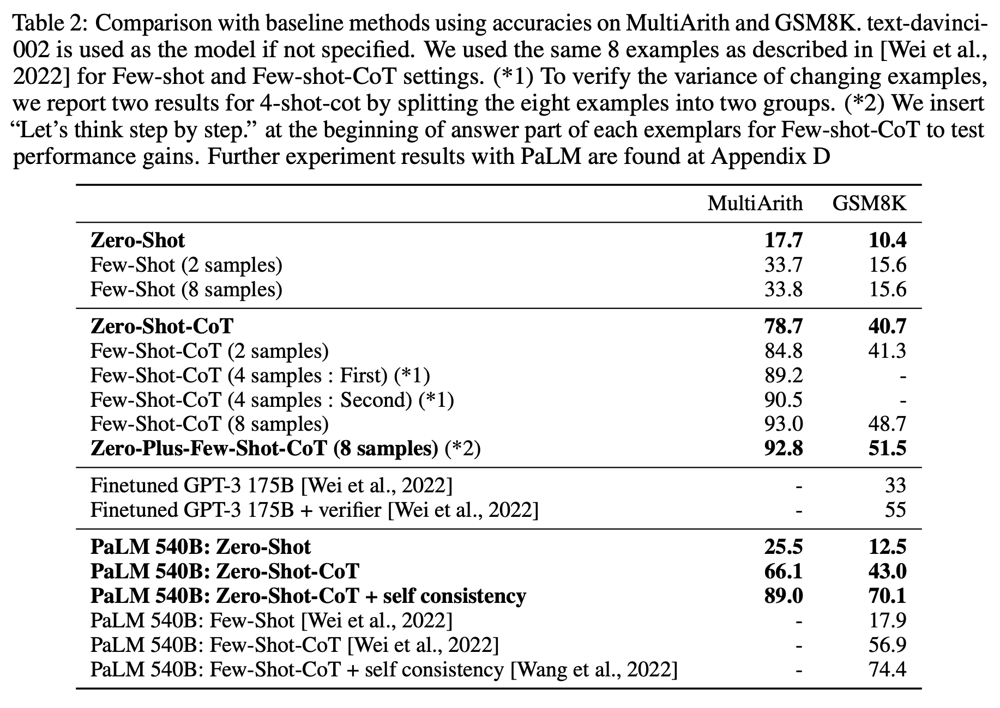 Table 2: Comparison with baseline methods using accuracies on MultiArith and GSM8K. text-davinci-
002 is used as the model if not specified. We used the same 8 examples as described in [Wei et al.,
2022] for Few-shot and Few-shot-CoT settings. (*1) To verify the variance of changing examples,
we report two results for 4-shot-cot by splitting the eight examples into two groups. (*2) We insert
“Let’s think step by step.” at the beginning of answer part of each exemplars for Few-shot-CoT to test
performance gains. Further experiment results with PaLM are found at Appendix D
MultiArith GSM8K
Zero-Shot 17.7 10.4
Few-Shot (2 samples) 33.7 15.6
Few-Shot (8 samples) 33.8 15.6
Zero-Shot-CoT 78.7 40.7
Few-Shot-CoT (2 samples) 84.8 41.3
Few-Shot-CoT (4 samples : First) (*1) 89.2 -
Few-Shot-CoT (4 samples : Second) (*1) 90.5 -
Few-Shot-CoT (8 samples) 93.0 48.7
Zero-Plus-Few-Shot-CoT (8 samples) (*2) 92.8 51.5
Finetuned GPT-3 175B [Wei et al., 2022] - 33
Finetuned GPT-3 175B + verifier [Wei et al., 2022] - 55
PaLM 540B: Zero-Shot 25.5 12.5
PaLM 540B: Zero-Shot-CoT 66.1 43.0
PaLM 540B: Zero-Shot-CoT + self consistency 89.0 70.1
PaLM 540B: Few-Shot [Wei et al., 2022] - 17.9
PaLM 540B: Few-Shot-CoT [Wei et al., 2022] - 56.9
PaLM 540B: Few-Shot-CoT + self consistency [Wang et al., 2022] - 74.4